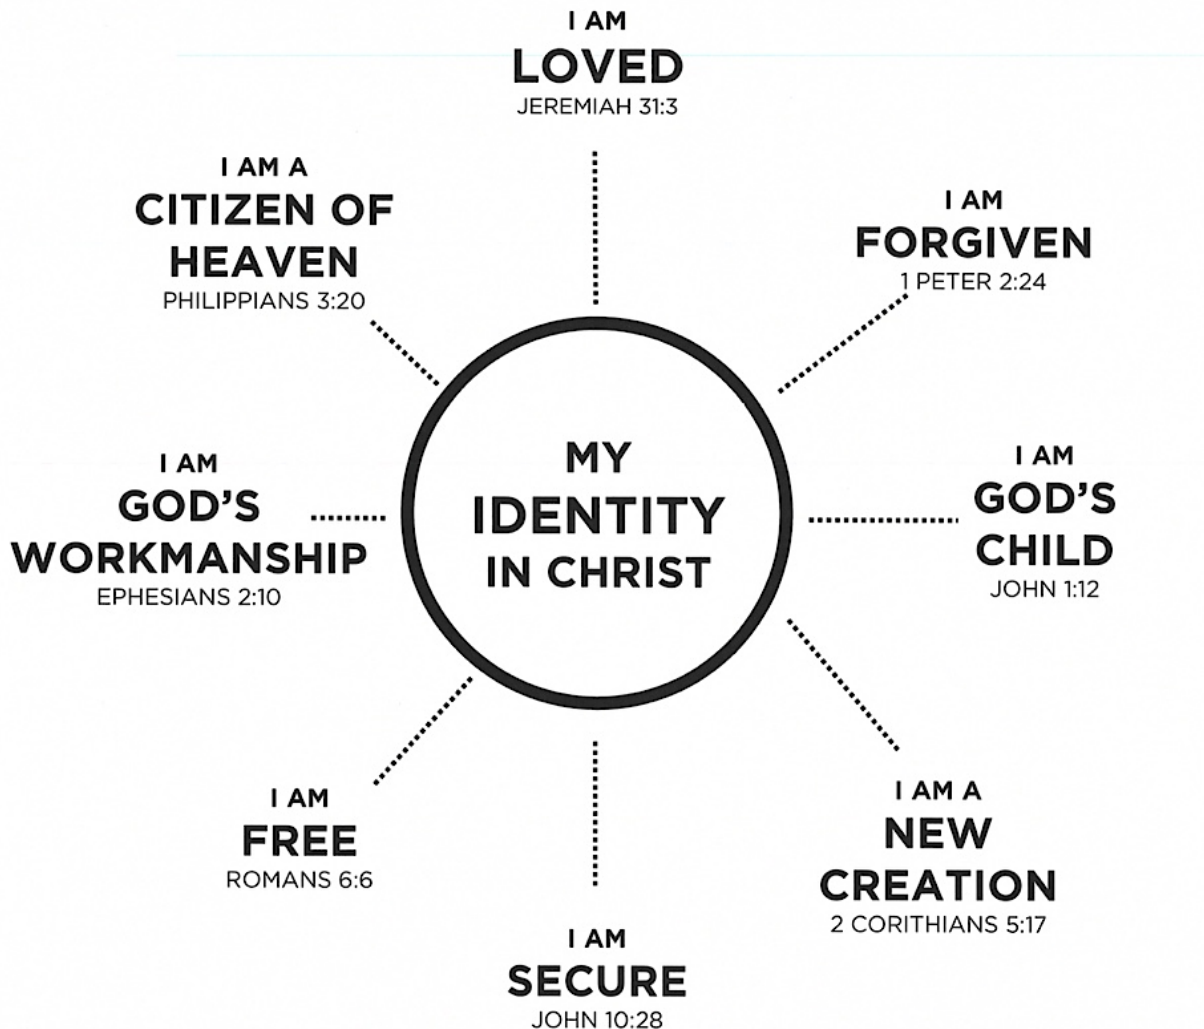 I AM
LOVED
JEREMIAH 31:3
I AM
FORGIVEN
1 PETER 2:24
I AM
GOD'S
CHILD
JOHN 1:12
I AM A
NEW
CREATION
2 CORITHIANS 5:17
I AM
SECURE
JOHN 10:28
I AM
FREE
ROMANS 6:6
I AM
GOD'S
WORKMANSHIP
EPHESIANS 2:10
I AM A
CITIZEN OF
HEAVEN
PHILIPPIANS 3:20
MY
IDENTITY
IN CHRIST